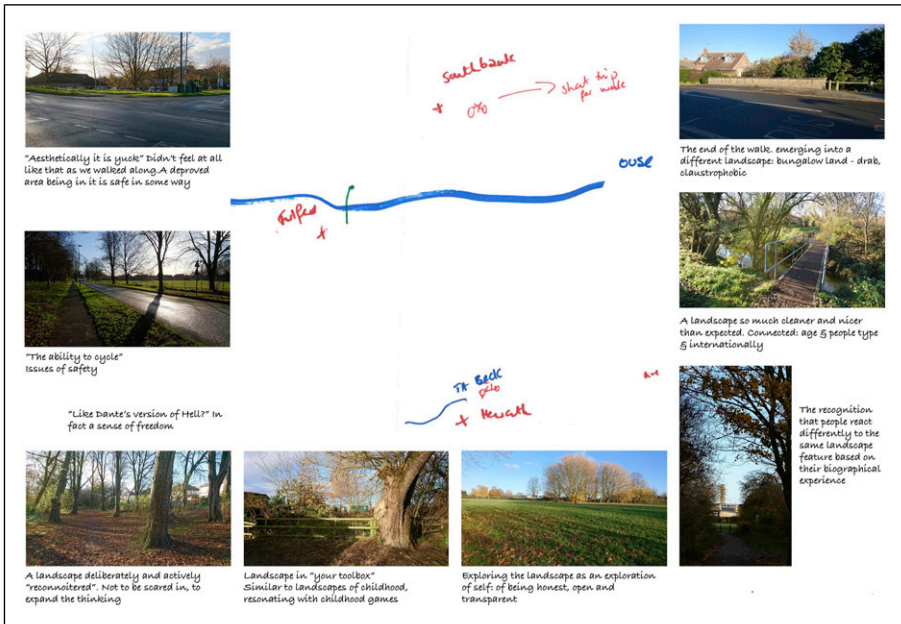 "Aesthetically it is yuck" Didn't feel at all
like that as we walked along.A deproved
area being in it is safe in some way
"The ability to cycle"
Issues of safety
"Like Dante's version of Hell?" In
fact a sense of freedom
A landscape deliberately and actively
"reconnoitered". Not to be scared in, to
expand the thinking
Landscape in "your toolbox"
Similar to landscapes of childhood,
resonating with childhood games
Exploring the landscape as an exploration
of self: of being honest, open and
transparent
Southbank
0% short trip
per walk
OUSE
Fulford
Beck
Heworth
The end of the walk. emerging into a
different landscape: bungalow land - drab,
claustrophobic
A landscape so much cleaner and nicer
than expected. Connected: age & people type
& internationally
The recognition
that people react
differently to the
same landscape
feature based on
their biographical
experience